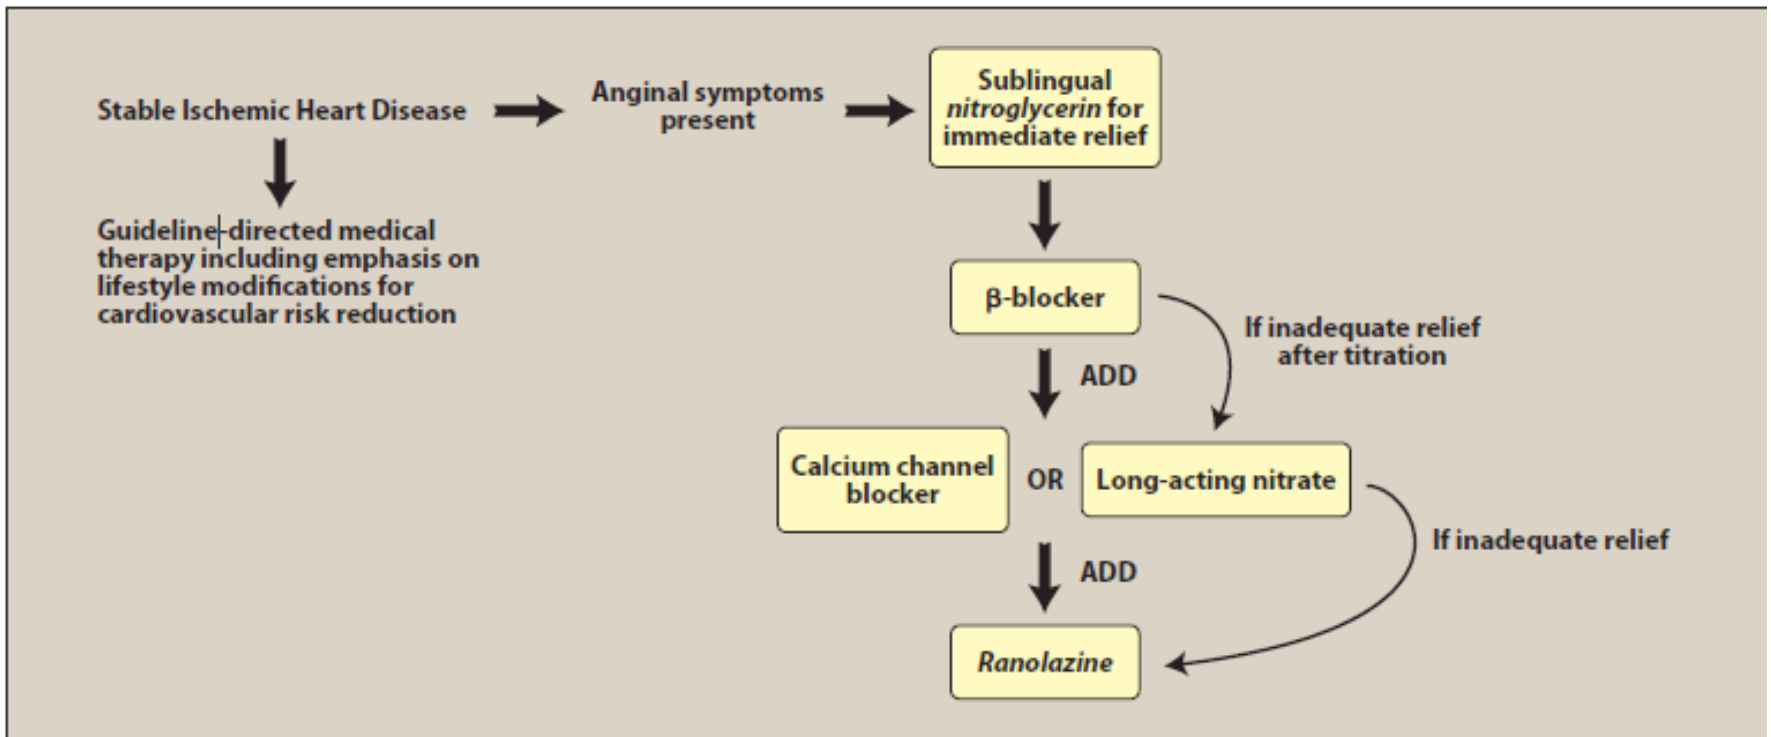 Stable Ischemic Heart Disease
Anginal symptoms
present
Sublingual
nitroglycerin for
immediate relief
Guideline-directed medical
therapy including emphasis on
lifestyle modifications for
cardiovascular risk reduction
β-blocker
If inadequate relief
after titration
ADD
Calcium channel
blocker
OR
Long-acting nitrate
If inadequate relief
ADD
Ranolazine